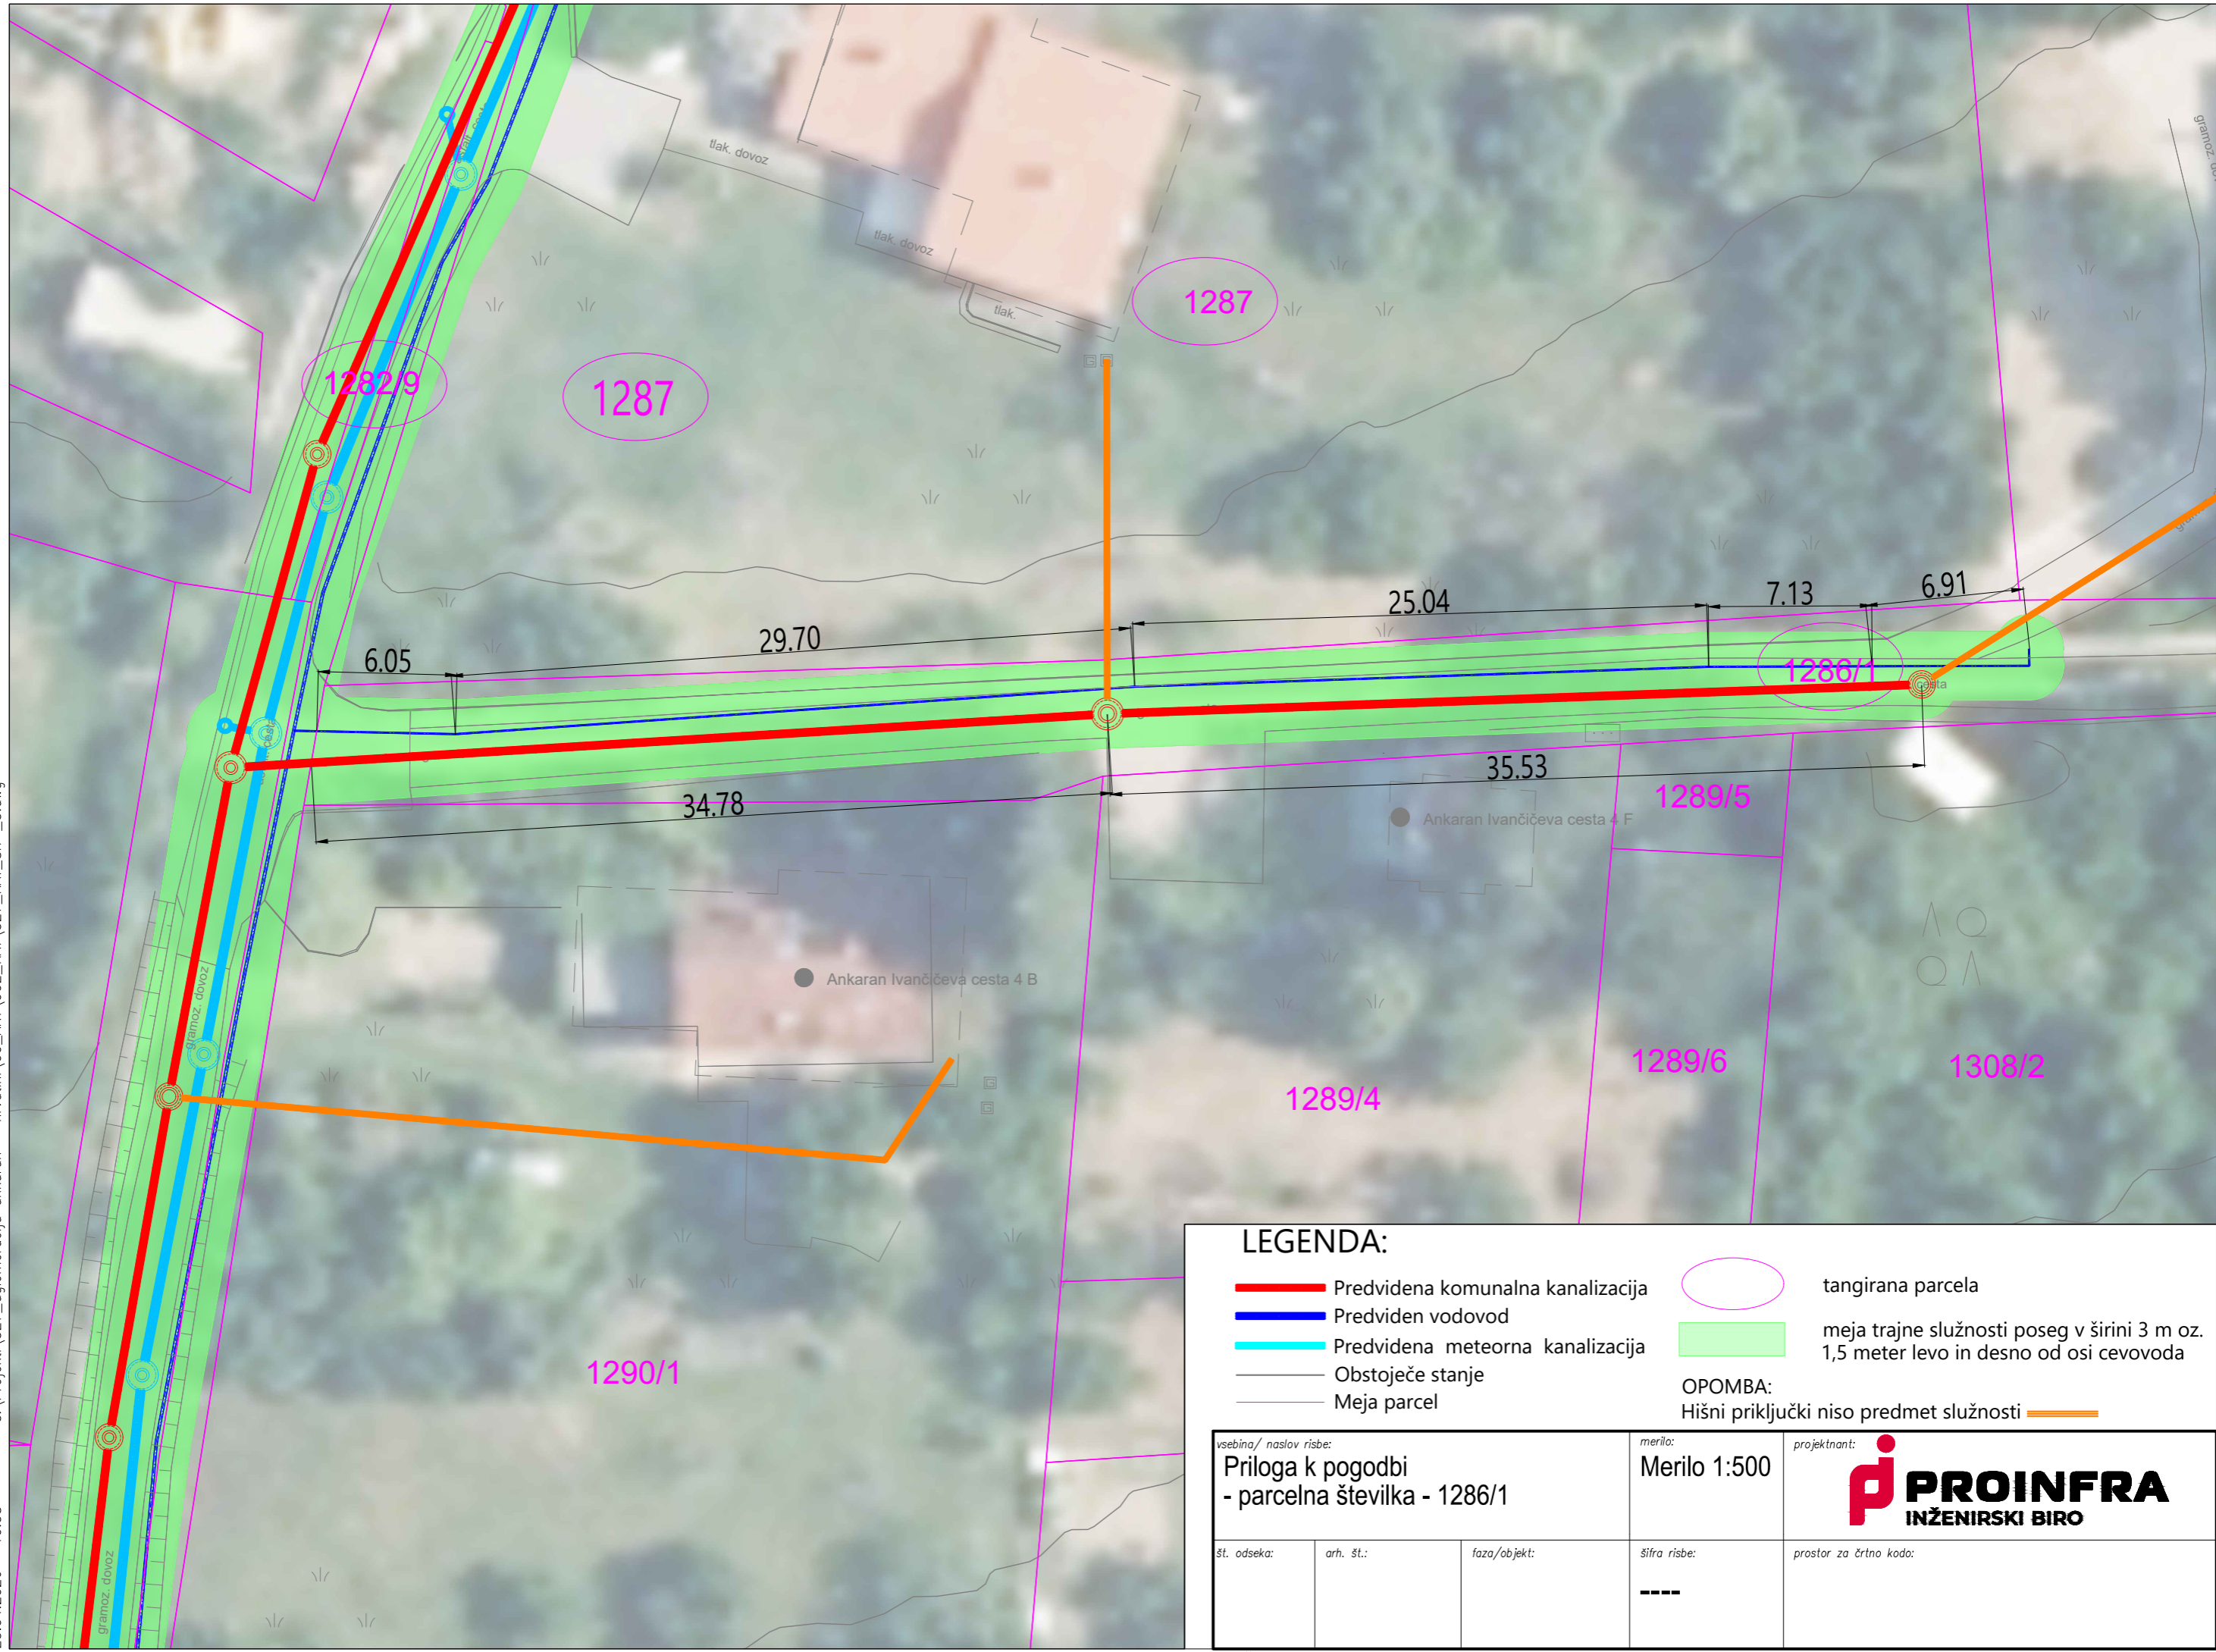 tlak. dovoz
tlak. dovoz
tlak.
1287
1282/9
1287
25.04
7.13
6.91
29.70
6.05
1286/1
cesta
35.53
34.78
1289/5
Ankaran Ivančičeva cesta 4 F
Ankaran Ivančičeva cesta 4 B
gramoz. dovoz
1289/6
1308/2
1289/4
1290/1
gramoz. dovoz
LEGENDA:
Predvidena komunalna kanalizacija
Predviden vodovod
Predvidena meteorna kanalizacija
Obstoječe stanje
Meja parcel
tangirana parcela
meja trajne služnosti poseg v širini 3 m oz.
1,5 meter levo in desno od osi cevovoda
OPOMBA:
Hišni priključki niso predmet služnosti
vsebina/ naslov risbe:
Priloga k pogodbi
- parcelna številka - 1286/1
merilo:
Merilo 1:500
projektnant:
PROINFRA
INŽENIRSKI BIRO
št. odseka:
arh. št.:
faza/objekt:
šifra risbe:
----
prostor za črtno kodo: